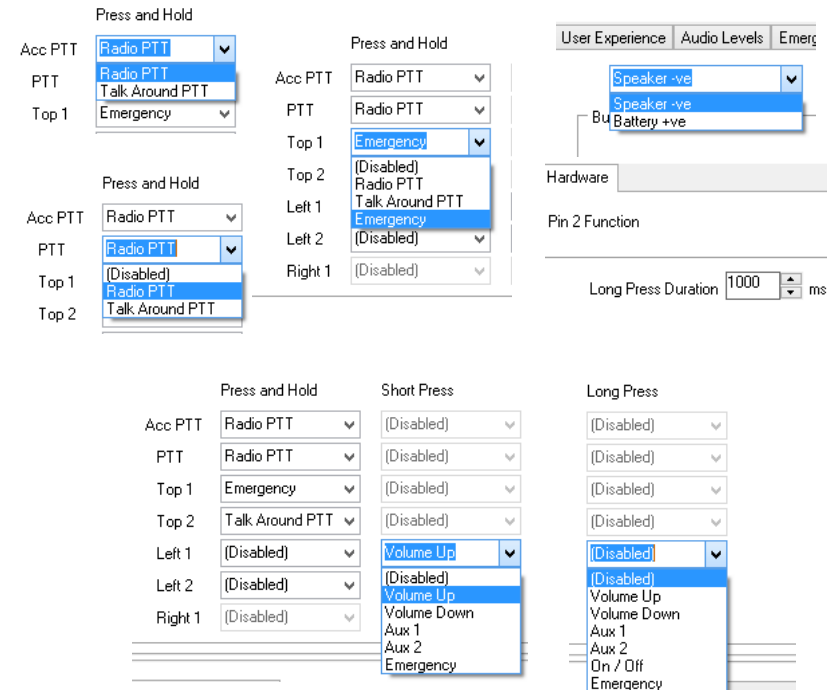 Press and Hold
Acc PTT Radio PTT
Radio PTT
PTT Talk Around PTT
Top 1 Emergency
Press and Hold
Acc PTT Radio PTT
PTT Radio PTT
Top 1 Emergency
(Disabled)
Top 2 Radio PTT
Talk Around PTT
Left 1 Emergency
Left 2 (Disabled)
Right 1 (Disabled)
User Experience Audio Levels Emerg
Speaker -ve
Speaker -ve
Bu Battery +ve
Press and Hold
Acc PTT Radio PTT
PTT Radio PTT
(Disabled)
Top 1 Radio PTT
Top 2 Talk Around PTT
Hardware
Pin 2 Function
Long Press Duration 1000 ms
Press and Hold Short Press Long Press
Acc PTT Radio PTT (Disabled) (Disabled)
PTT Radio PTT (Disabled) (Disabled)
Top 1 Emergency (Disabled) (Disabled)
Top 2 Talk Around PTT (Disabled) (Disabled)
Left 1 (Disabled) Volume Up (Disabled)
Left 2 (Disabled) (Disabled) (Disabled)
Volume Up Volume Up
Right 1 (Disabled) Volume Down Volume Down
Aux 1 Aux 1
Aux 2 Aux 2
Emergency On / Off
Emergency